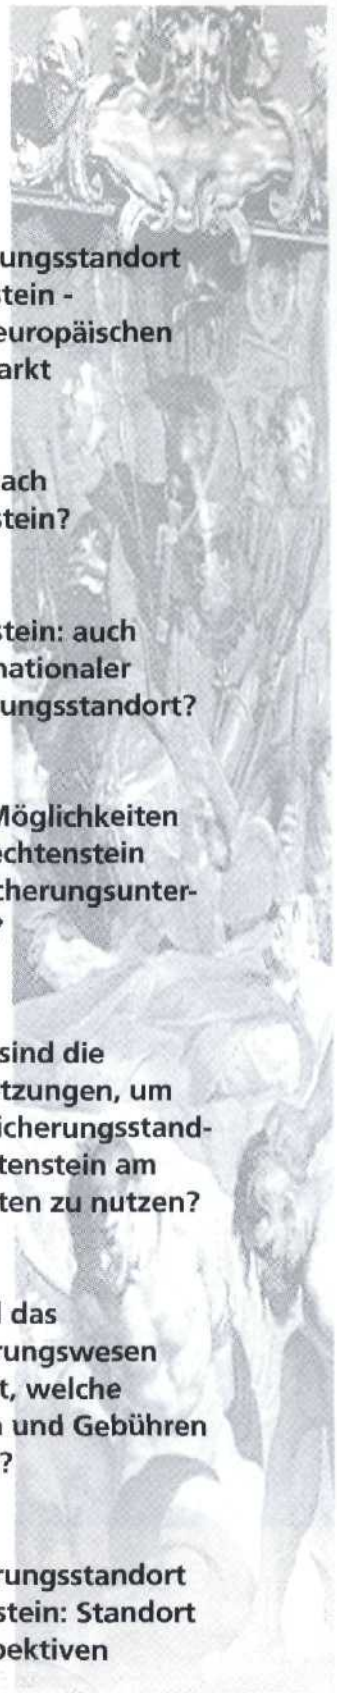 ungsstandort
stein -
europäischen
arkt
ach
stein?
stein: auch
nationaler
ungsstandort?
Möglichkeiten
echtenstein
cherungsunter-
?
sind die
tzungen, um
icherungsstand-
tenstein am
ten zu nutzen?
d das
rungswesen
t, welche
n und Gebühren
?
rungsstandort
stein: Standort
pektiven